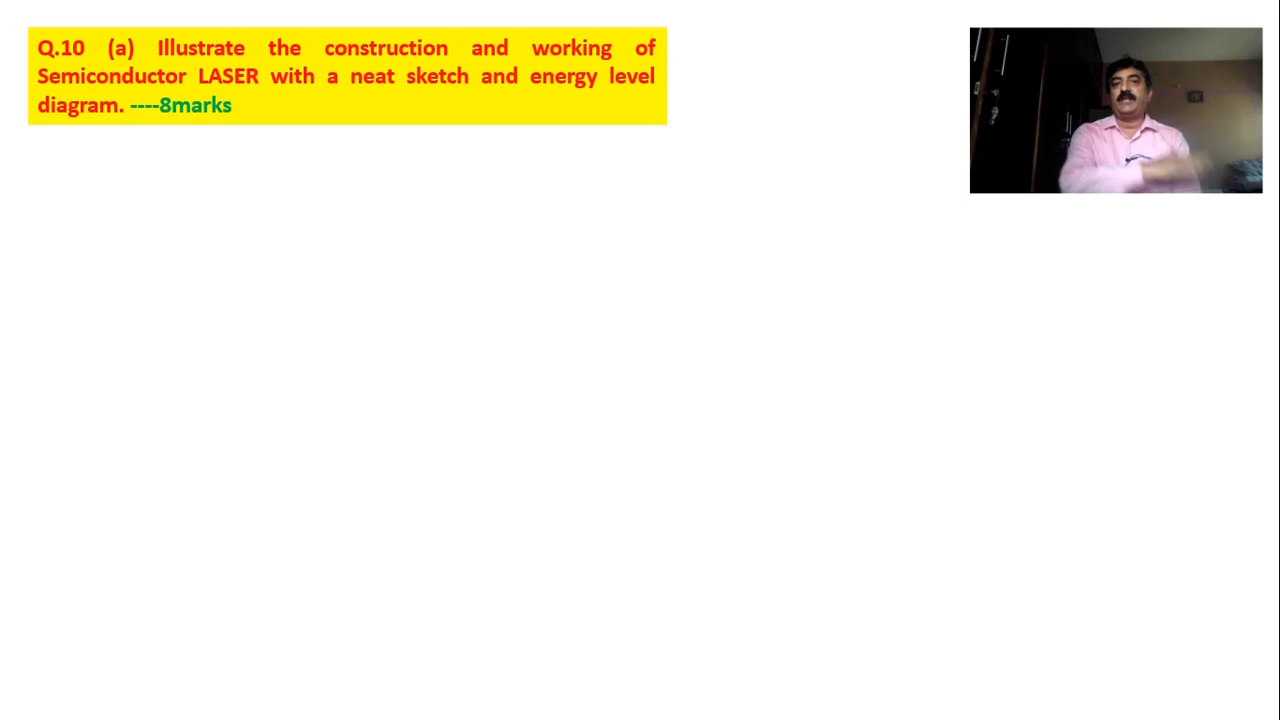 Q.10 (a) Illustrate the construction and working of
Semiconductor LASER with a neat sketch and energy level
diagram. ----8marks